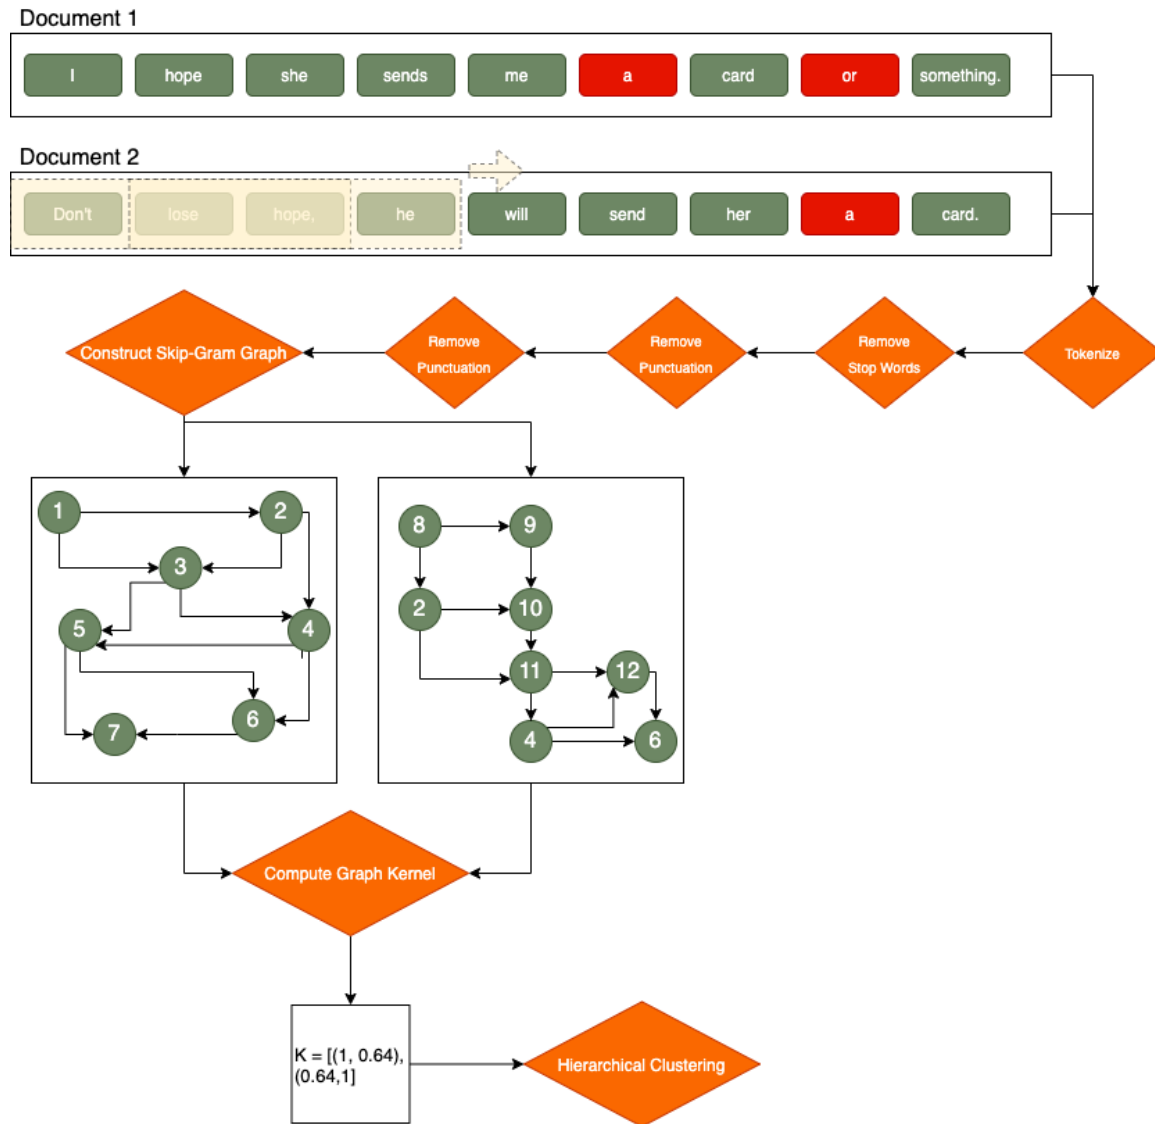 Document 1
I hope she sends me a card or something.
Document 2
Don't lose hope, he will send her a card.
Construct Skip-Gram Graph
Remove
Punctuation
Remove
Punctuation
Remove
Stop Words
Tokenize
1
2
3
5
4
6
7
8
9
2
10
11
12
4
6
Compute Graph Kernel
K = [(1, 0.64),
(0.64,1]
Hierarchical Clustering